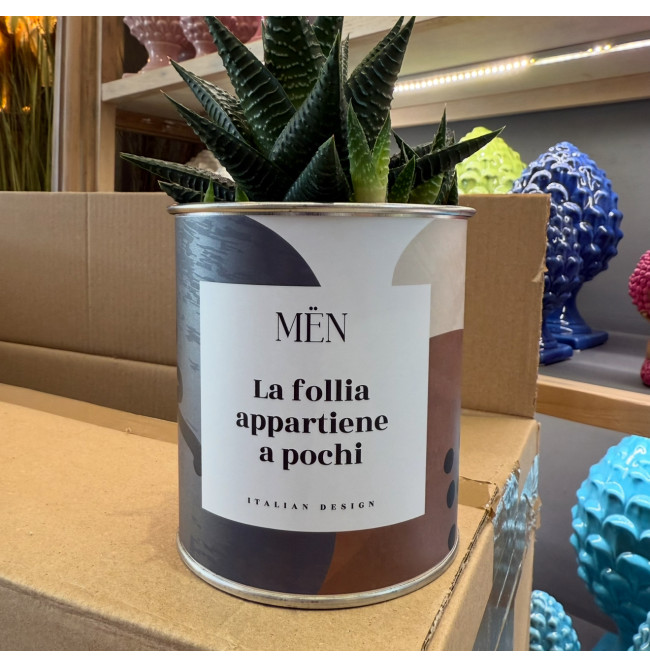 MËN
La follia
appartiene
a pochi
ITALIAN DESIGN